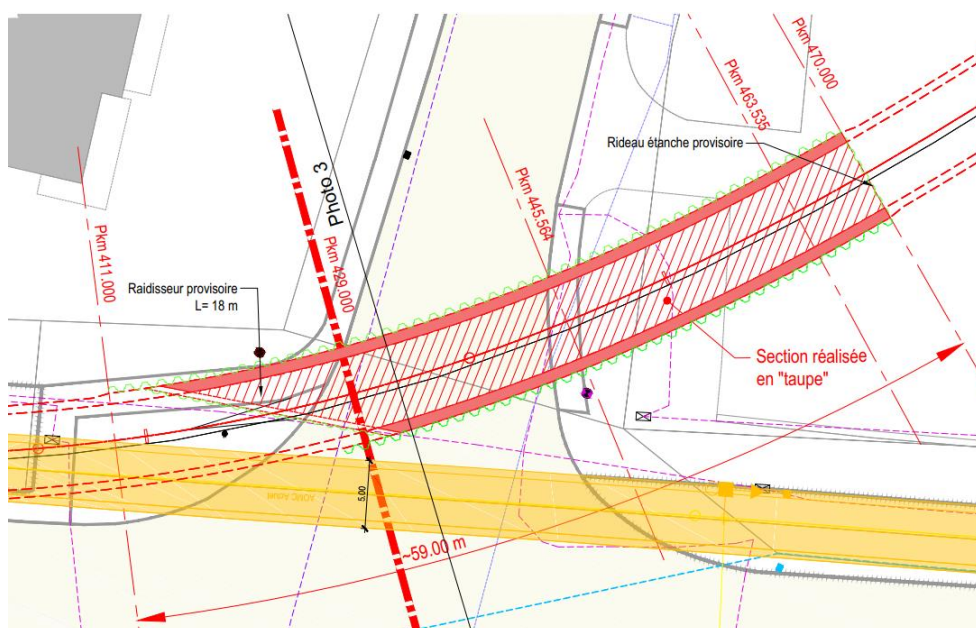 Pkm 470.000
Pkm 463.535
Rideau étanche provisoire
Photo 3
Pkm 445.564
Pkm 429.000
Pkm 411.000
Raidisseur provisoire
L= 18 m
Section réalisée
en "taupe"
5.00
~59.00 m